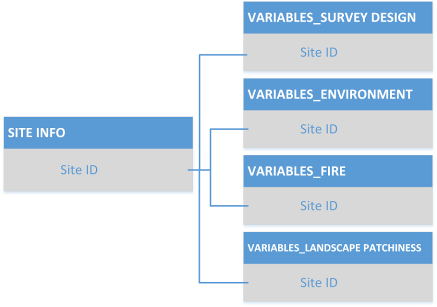 VARIABLES_SURVEY DESIGN
Site ID
VARIABLES_ENVIRONMENT
Site ID
SITE INFO
Site ID
VARIABLES_FIRE
Site ID
VARIABLES_LANDSCAPE PATCHINESS
Site ID